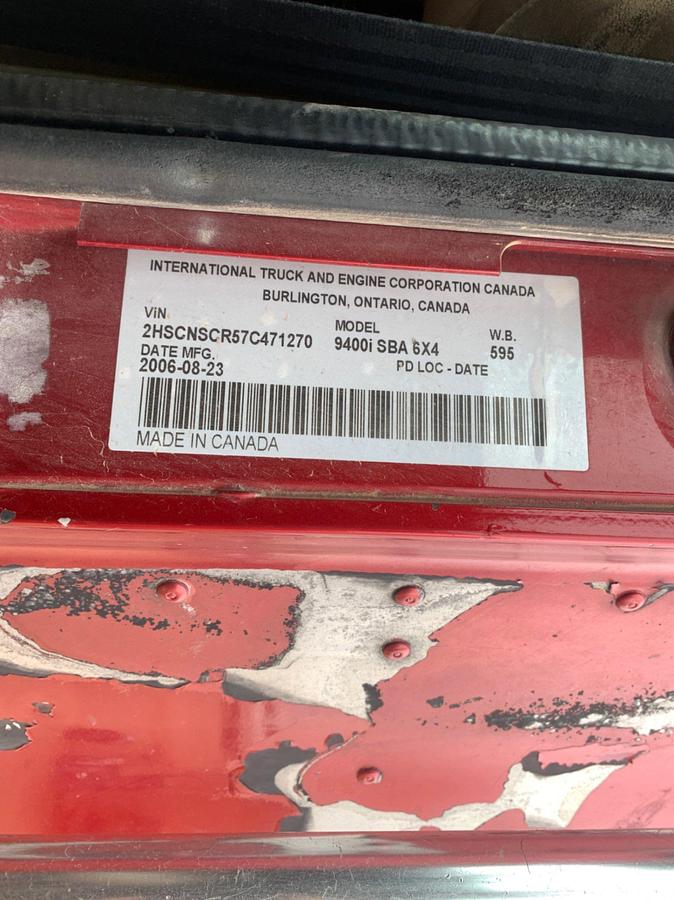 INTERNATIONAL TRUCK AND ENGINE CORPORATION CANADA
BURLINGTON, ONTARIO, CANADA
VIN MODEL W.B.
2HSCNSCR57C471270 9400i SBA 6X4 595
DATE MFG. PD LOC - DATE
2006-08-23
MADE IN CANADA